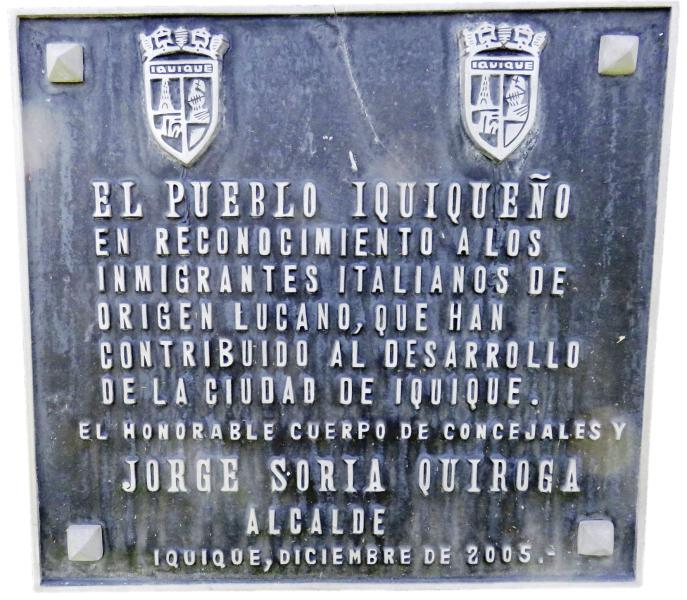 IQUIQUE IQUIQUE
EL PUEBLO IQUIQUEÑO
EN RECONOCIMIENTO A LOS
INMIGRANTES ITALIANOS DE
ORIGEN LUCANO, QUE HAN
CONTRIBUIDO AL DESARROLLO
DE LA CIUDAD DE IQUIQUE.
EL HONORABLE CUERPO DE CONCEJALES Y
JORGE SORIA QUIROGA
ALCALDE
IQUIQUE, DICIEMBRE DE 2005.-